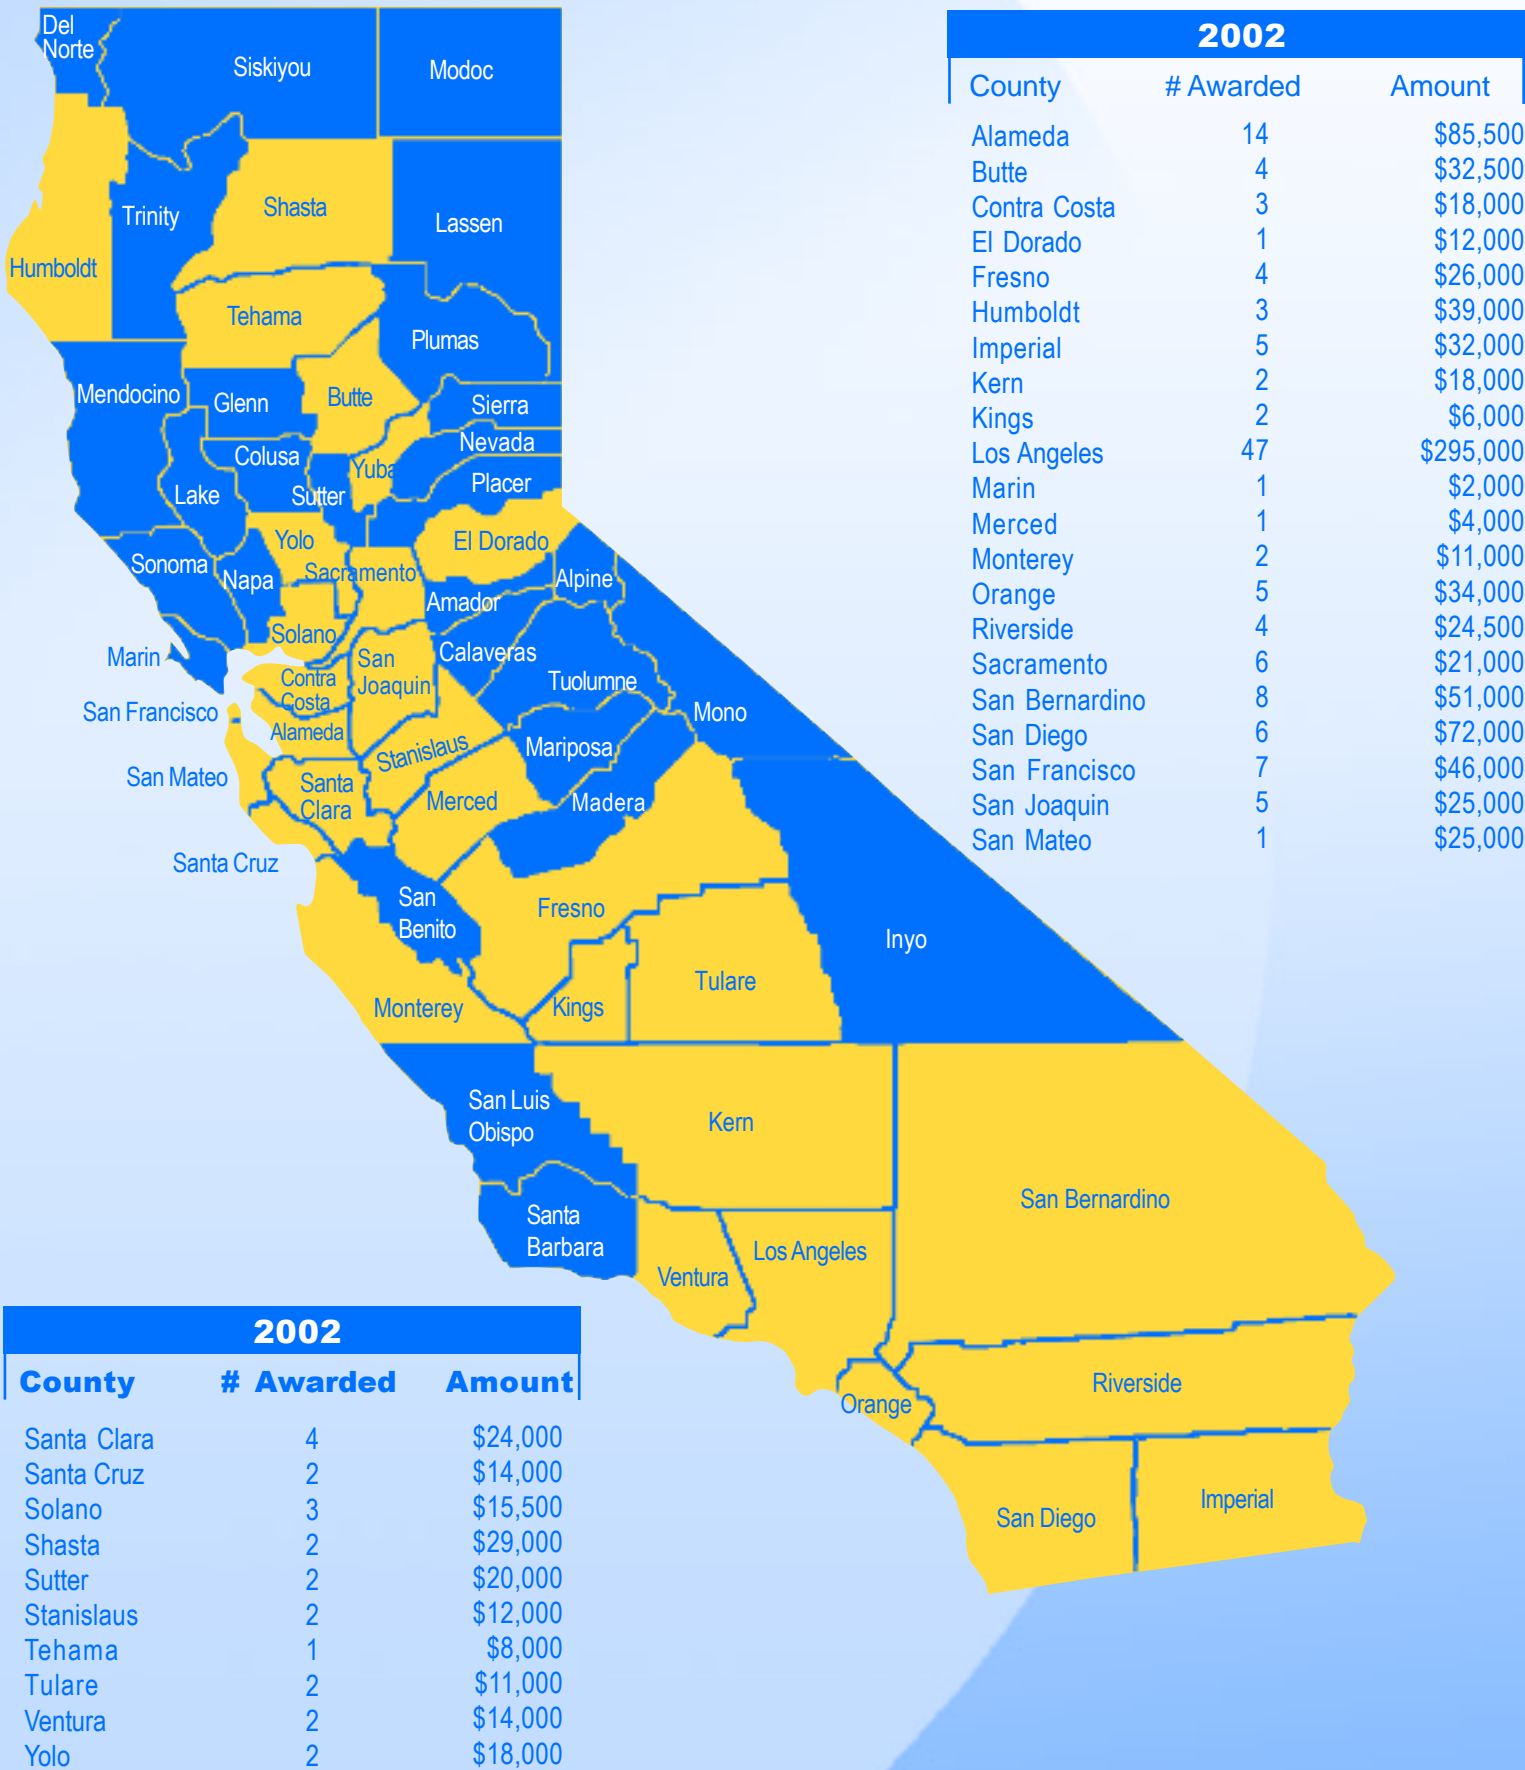 Del
Norte
Siskiyou
Modoc
Trinity
Shasta
Lassen
Humboldt
Tehama
Plumas
Mendocino
Glenn
Butte
Sierra
Nevada
Colusa
Yuba
Placer
Lake
Sutter
Yolo
El Dorado
Sonoma
Napa
Sacramento
Alpine
Amador
Solano
Marin
San
Joaquin
Calaveras
Contra
Costa
Tuolumne
San Francisco
Mono
Alameda
Stanislaus
Mariposa
San Mateo
Santa
Clara
Merced
Madera
Santa Cruz
San
Benito
Fresno
Inyo
Tulare
Monterey
Kings
San Luis
Obispo
Kern
San Bernardino
Santa
Barbara
Los Angeles
Ventura
Riverside
Orange
Imperial
San Diego
2002
County # Awarded Amount
Alameda 14 $85,500
Butte 4 $32,500
Contra Costa 3 $18,000
El Dorado 1 $12,000
Fresno 4 $26,000
Humboldt 3 $39,000
Imperial 5 $32,000
Kern 2 $18,000
Kings 2 $6,000
Los Angeles 47 $295,000
Marin 1 $2,000
Merced 1 $4,000
Monterey 2 $11,000
Orange 5 $34,000
Riverside 4 $24,500
Sacramento 6 $21,000
San Bernardino 8 $51,000
San Diego 6 $72,000
San Francisco 7 $46,000
San Joaquin 5 $25,000
San Mateo 1 $25,000
2002
County # Awarded Amount
Santa Clara 4 $24,000
Santa Cruz 2 $14,000
Solano 3 $15,500
Shasta 2 $29,000
Sutter 2 $20,000
Stanislaus 2 $12,000
Tehama 1 $8,000
Tulare 2 $11,000
Ventura 2 $14,000
Yolo 2 $18,000